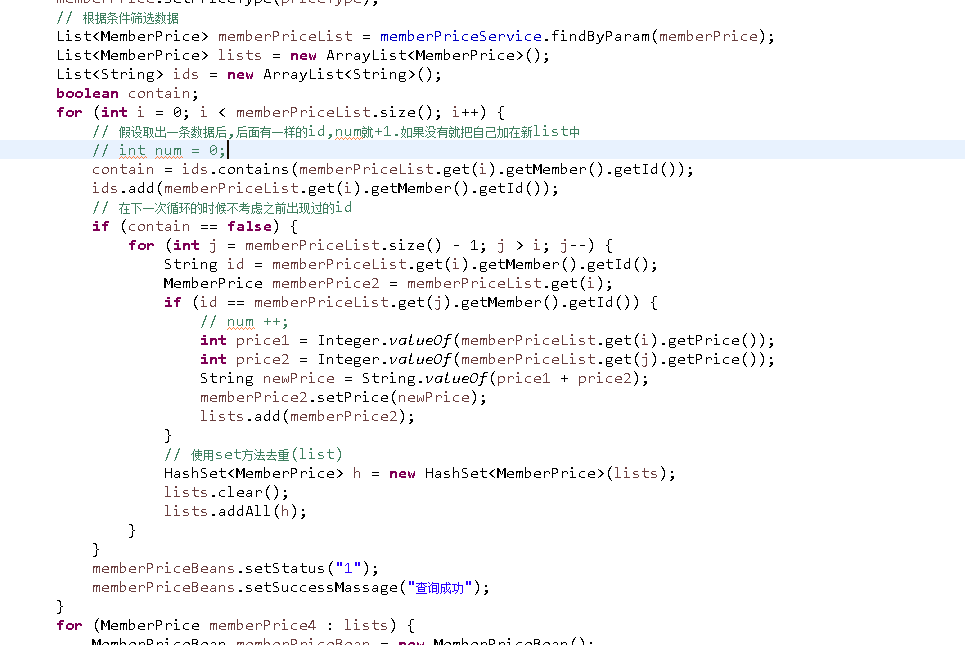 memberPrice.setPriceType(priceType);
// 根据条件筛选数据
List<MemberPrice> memberPriceList = memberPriceService.findByParam(memberPrice);
List<MemberPrice> lists = new ArrayList<MemberPrice>();
List<String> ids = new ArrayList<String>();
boolean contain;
for (int i = 0; i < memberPriceList.size(); i++) {
// 假设取出一条数据后,后面有一样的id,num就+1.如果没有就把自己加在新list中
// int num = 0;
contain = ids.contains(memberPriceList.get(i).getMember().getId());
ids.add(memberPriceList.get(i).getMember().getId());
// 在下一次循环的时候不考虑之前出现过的id
if (contain == false) {
for (int j = memberPriceList.size() - 1; j > i; j--) {
String id = memberPriceList.get(i).getMember().getId();
MemberPrice memberPrice2 = memberPriceList.get(i);
if (id == memberPriceList.get(j).getMember().getId()) {
// num ++;
int price1 = Integer.valueOf(memberPriceList.get(i).getPrice());
int price2 = Integer.valueOf(memberPriceList.get(j).getPrice());
String newPrice = String.valueOf(price1 + price2);
memberPrice2.setPrice(newPrice);
lists.add(memberPrice2);
}
// 使用set方法去重(list)
HashSet<MemberPrice> h = new HashSet<MemberPrice>(lists);
lists.clear();
lists.addAll(h);
}
}
memberPriceBeans.setStatus("1");
memberPriceBeans.setSuccessMassage("查询成功");
}
for (MemberPrice memberPrice4 : lists) {
MemberPriceBean memberPriceBean = new MemberPriceBean();